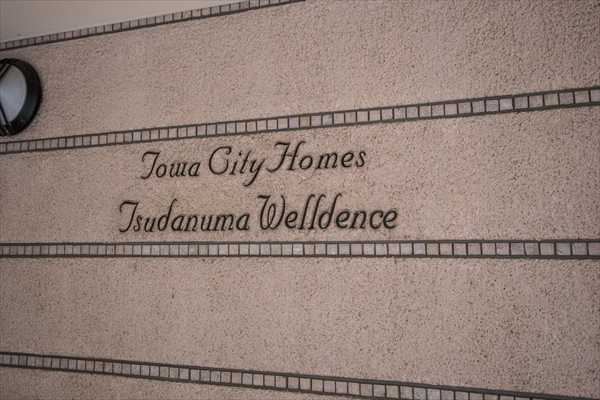 Towa City Homes
Tsudanuma Welldence